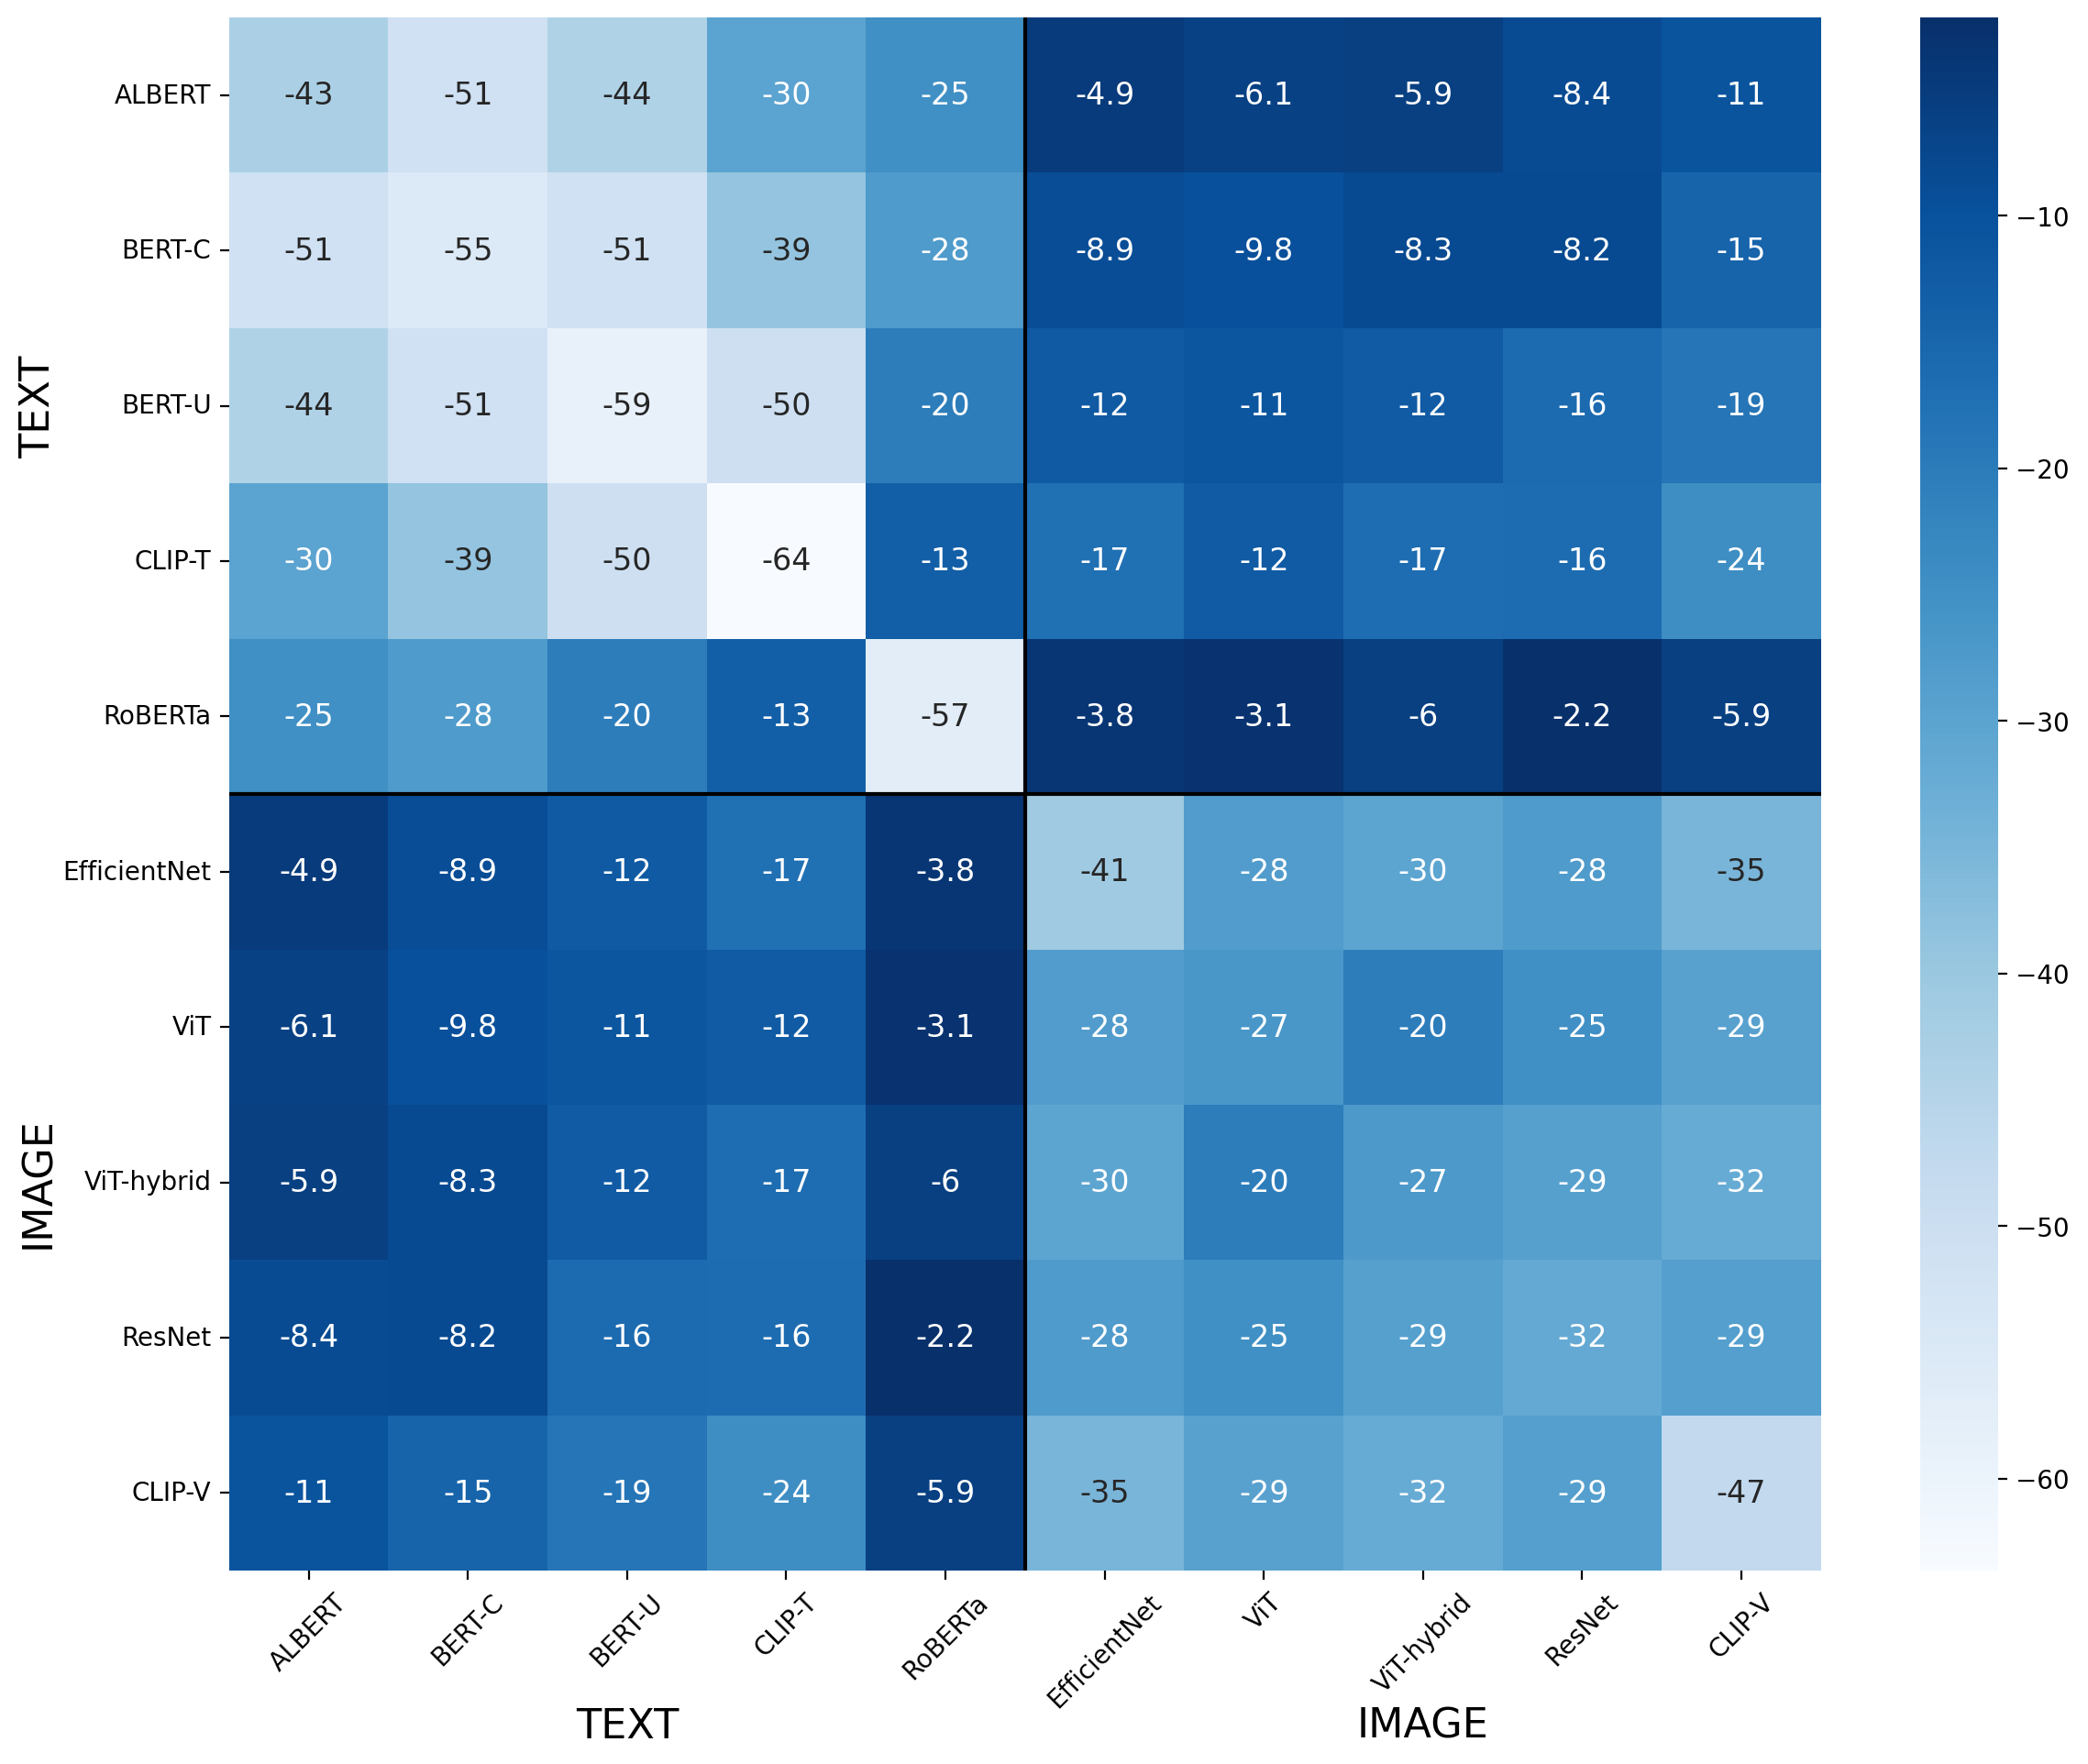 ALBERT -43 -51 -44 -30 -25 -4.9 -6.1 -5.9 -8.4 -11
BERT-C -51 -55 -51 -39 -28 -8.9 -9.8 -8.3 -8.2 -15
BERT-U -44 -51 -59 -50 -20 -12 -11 -12 -16 -19
CLIP-T -30 -39 -50 -64 -13 -17 -12 -17 -16 -24
RoBERTa -25 -28 -20 -13 -57 -3.8 -3.1 -6 -2.2 -5.9
EfficientNet -4.9 -8.9 -12 -17 -3.8 -41 -28 -30 -28 -35
ViT -6.1 -9.8 -11 -12 -3.1 -28 -27 -20 -25 -29
ViT-hybrid -5.9 -8.3 -12 -17 -6 -30 -20 -27 -29 -32
ResNet -8.4 -8.2 -16 -16 -2.2 -28 -25 -29 -32 -29
CLIP-V -11 -15 -19 -24 -5.9 -35 -29 -32 -29 -47
ALBERT BERT-C BERT-U CLIP-T RoBERTa EfficientNet ViT ViT-hybrid ResNet CLIP-V
TEXT IMAGE
TEXT
IMAGE
−10
−20
−30
−40
−50
−60